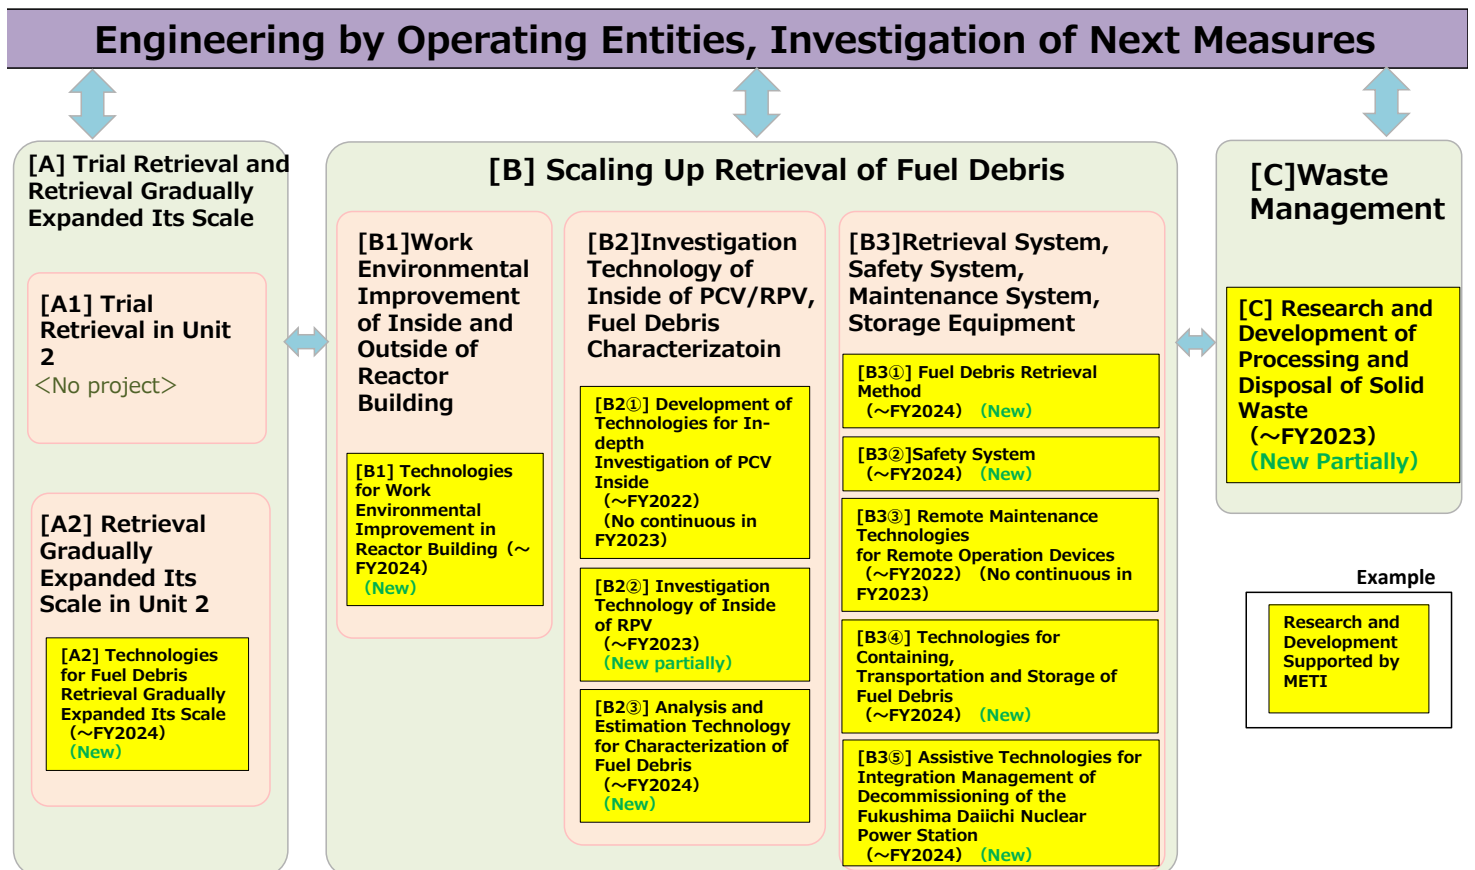 Engineering by Operating Entities, Investigation of Next Measures
[A] Trial Retrieval and
Retrieval Gradually
Expanded Its Scale
[A1] Trial
Retrieval in Unit
2
＜No project＞
[A2] Retrieval
Gradually
Expanded Its
Scale in Unit 2
[A2] Technologies
for Fuel Debris
Retrieval Gradually
Expanded Its Scale
（～FY2024）
（New）
[B] Scaling Up Retrieval of Fuel Debris
[B1]Work
Environmental
Improvement
of Inside and
Outside of
Reactor
Building
[B1] Technologies
for Work
Environmental
Improvement in
Reactor Building（～
FY2024）
（New）
[B2]Investigation
Technology of
Inside of PCV/RPV,
Fuel Debris
Characterizatoin
[B2①] Development of
Technologies for In-
depth
Investigation of PCV
Inside
（～FY2022）
（No continuous in
FY2023）
[B2②] Investigation
Technology of Inside
of RPV
（～FY2023）
（New partially）
[B2③] Analysis and
Estimation Technology
for Characterization of
Fuel Debris
（～FY2024）
（New）
[B3]Retrieval System,
Safety System,
Maintenance System,
Storage Equipment
[B3①] Fuel Debris Retrieval
Method
（～FY2024）（New）
[B3②]Safety System
（～FY2024）（New）
[B3③] Remote Maintenance
Technologies
for Remote Operation Devices
（～FY2022）（No continuous in
FY2023）
[B3④] Technologies for
Containing,
Transportation and Storage of
Fuel Debris
（～FY2024）（New）
[B3⑤] Assistive Technologies for
Integration Management of
Decommissioning of the
Fukushima Daiichi Nuclear
Power Station
（～FY2024）（New）
[C]Waste
Management
[C] Research and
Development of
Processing and
Disposal of Solid
Waste
（～FY2023）
（New Partially）
Example
Research and
Development
Supported by
METI